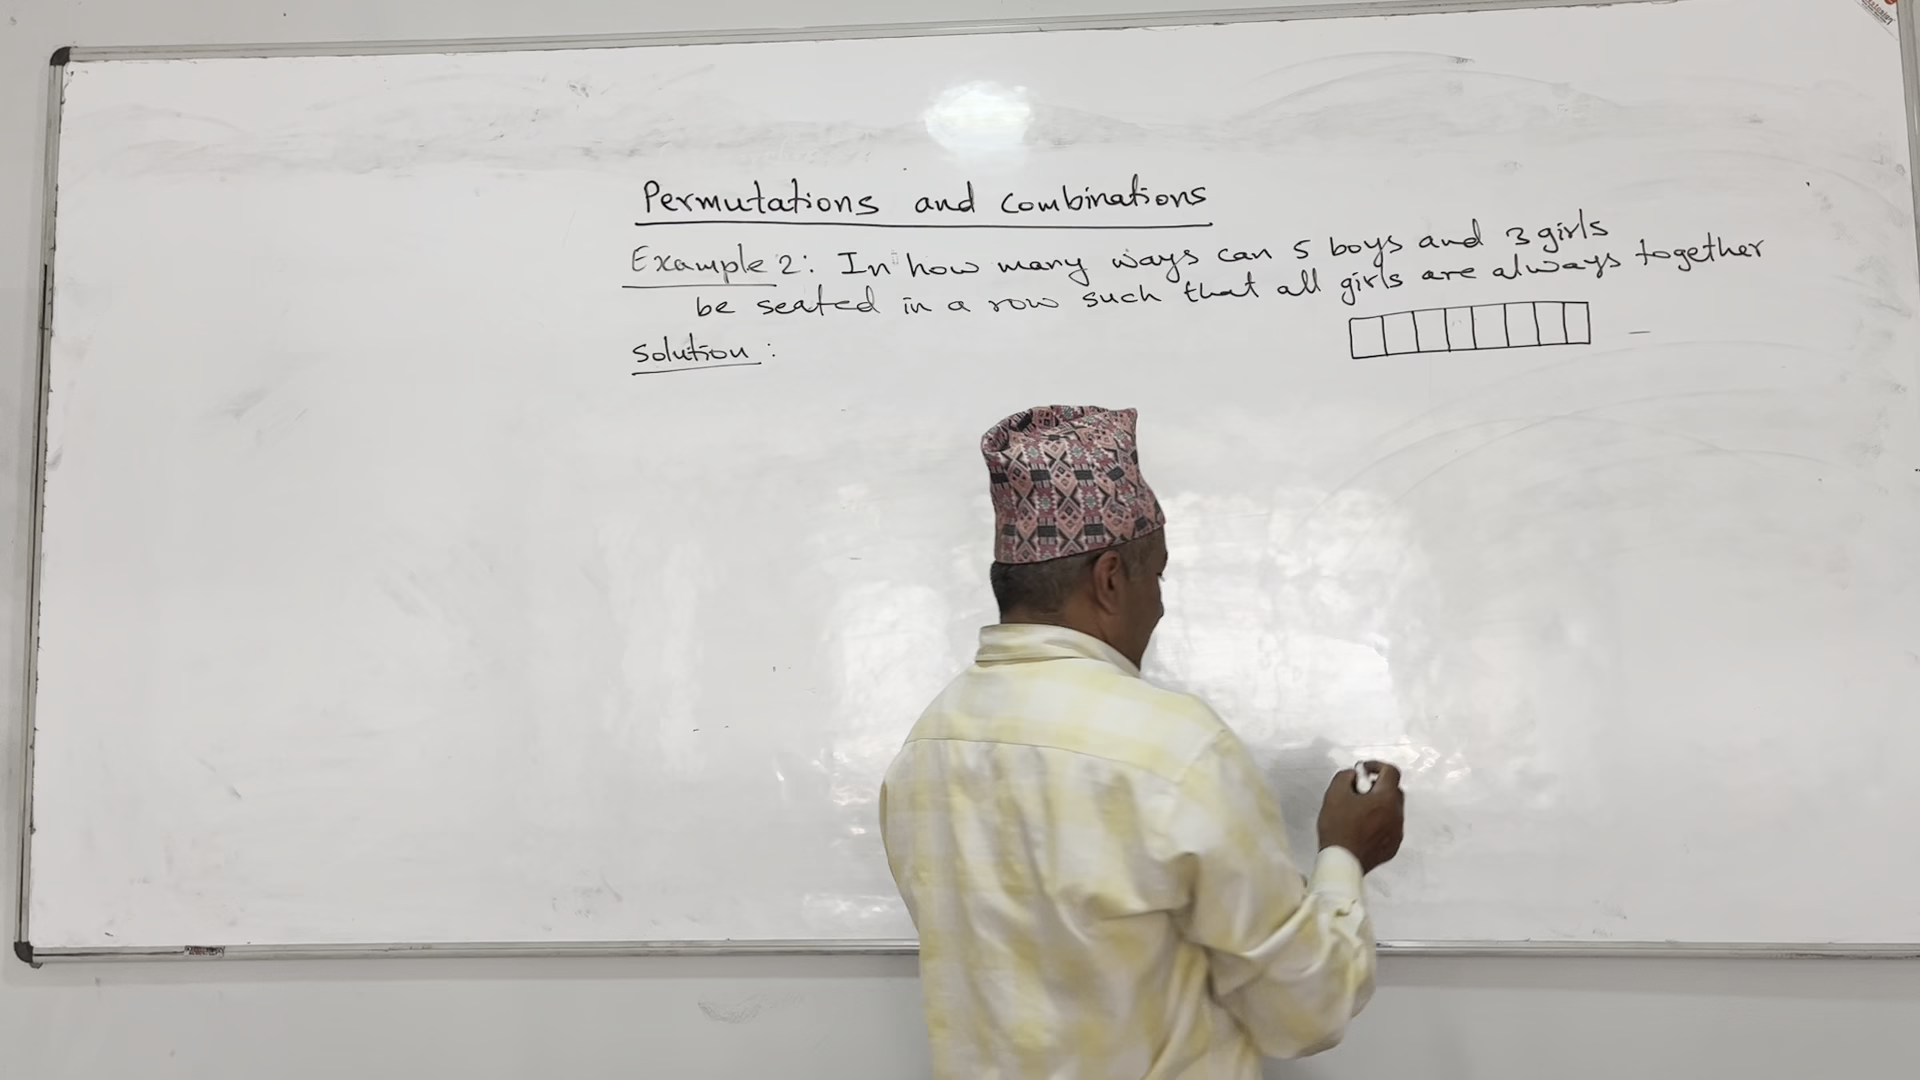 Permutations and combinations
Example 2: In how many ways can 5 boys and 3 girls
be seated in a row such that all girls are always together
Solution: